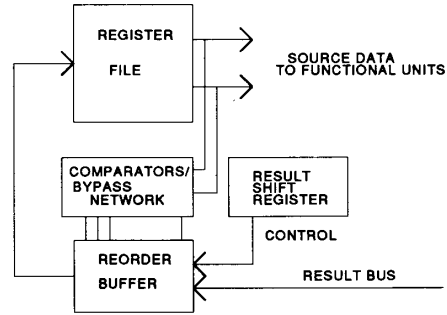 REGISTER
FILE
SOURCE DATA
TO FUNCTIONAL UNITS
COMPARATORS/
BYPASS
NETWORK
RESULT
SHIFT
REGISTER
CONTROL
REORDER
BUFFER
RESULT BUS